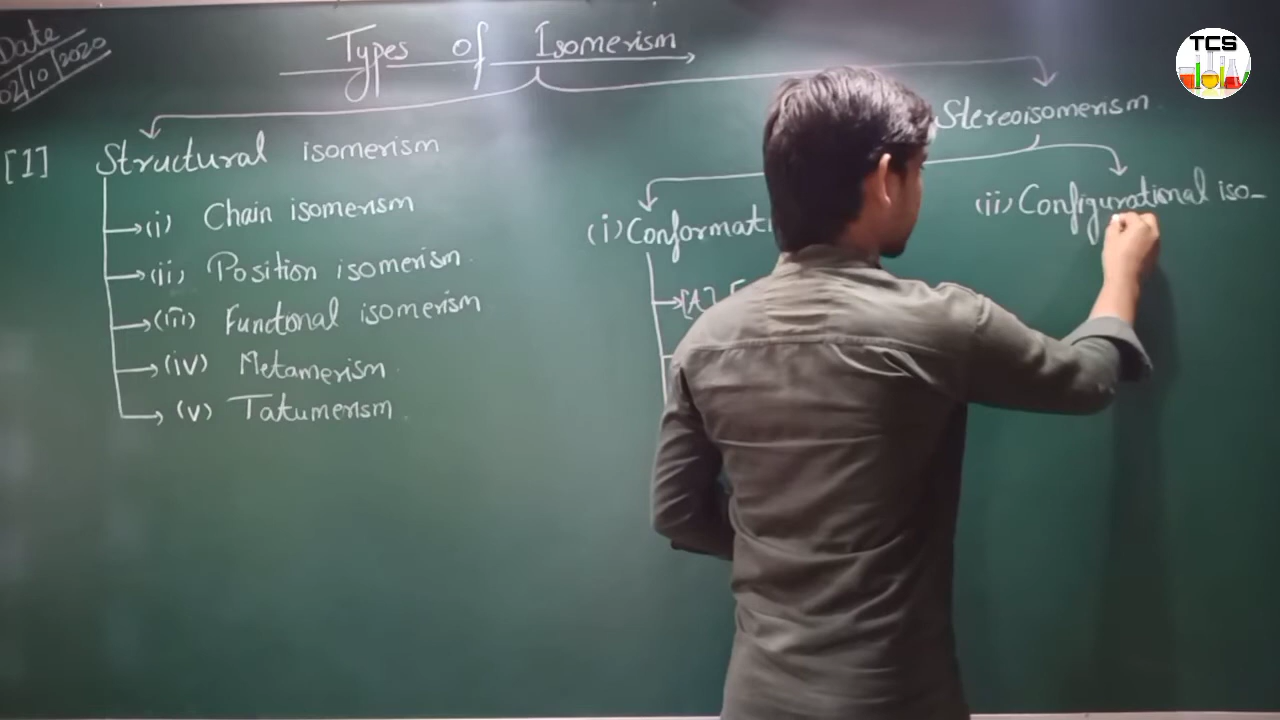 Date
02/10/2020
Types of Isomerism
TCS
[1] Structural isomerism
(i) Chain isomerism
(ii) Position isomerism.
(iii) Functonal isomerism
(iv) Metamerism
(v) Tatumerism.
Stereoisomerism
(i) Conformati
[A]
(ii) Configurational iso-